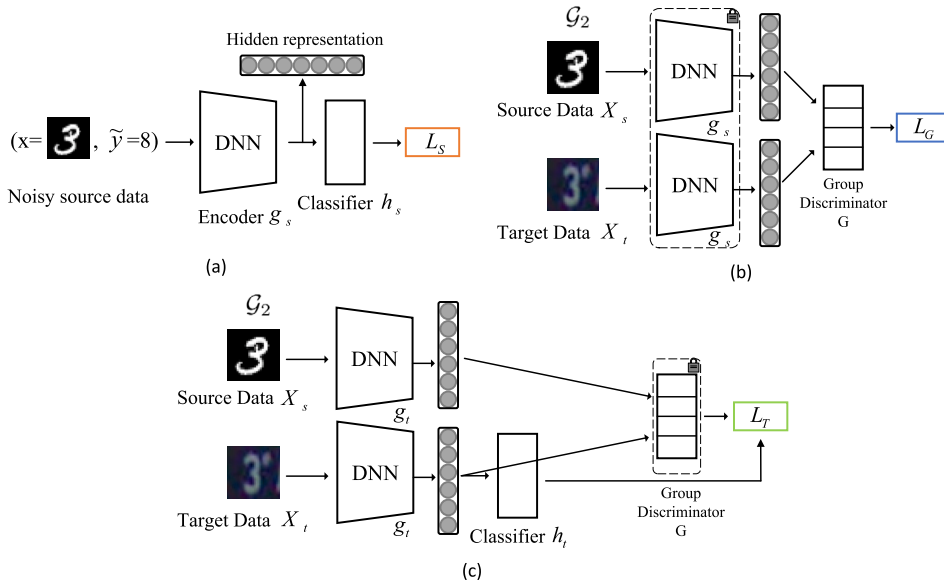 Hidden representation
(x= , ỹ=8)
DNN
L_S
Noisy source data
Encoder g_s
Classifier h_s
(a)
𝒢₂
DNN
Source Data X_s
g_s
L_G
DNN
Target Data X_t
g_s
Group
Discriminator
G
(b)
𝒢₂
DNN
Source Data X_s
g_t
L_T
DNN
Target Data X_t
g_t
Classifier h_t
Group
Discriminator
G
(c)